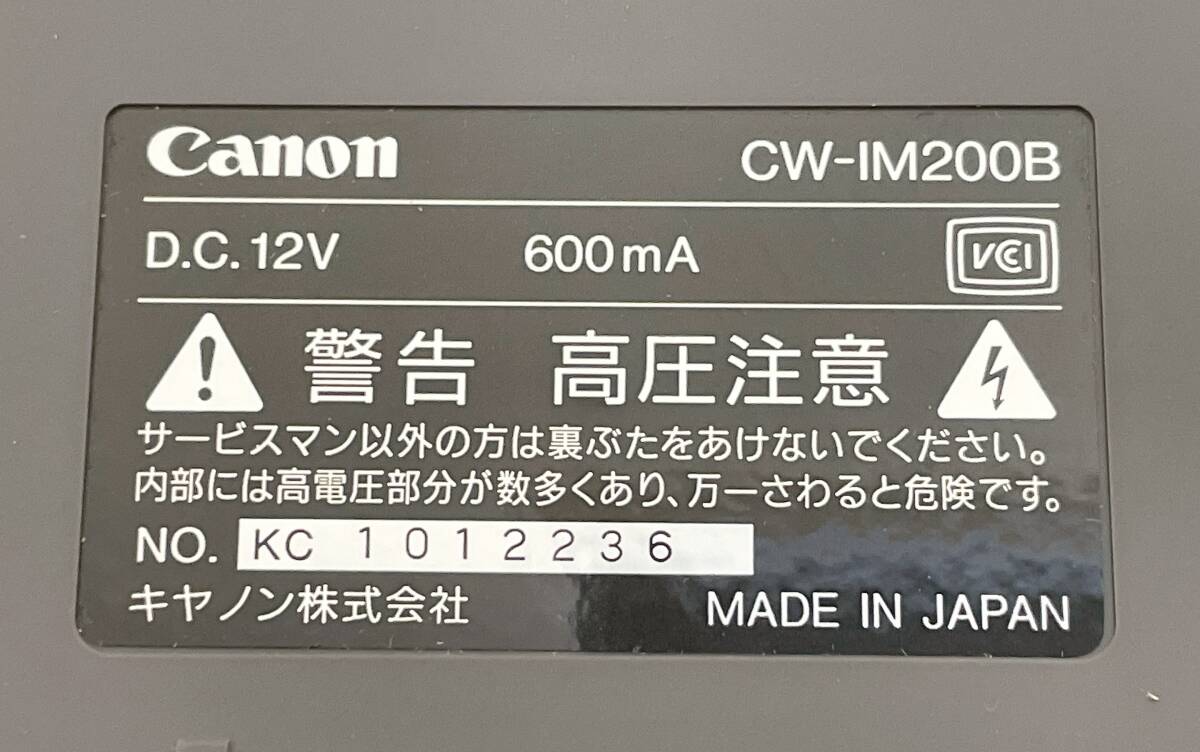 Canon CW-IM200B
D.C. 12V 600mA VCCI
警告 高圧注意
サービスマン以外の方は裏ぶたをあけないでください。
内部には高電圧部分が数多くあり、万一さわると危険です。
NO. KC 1012236
キヤノン株式会社 MADE IN JAPAN